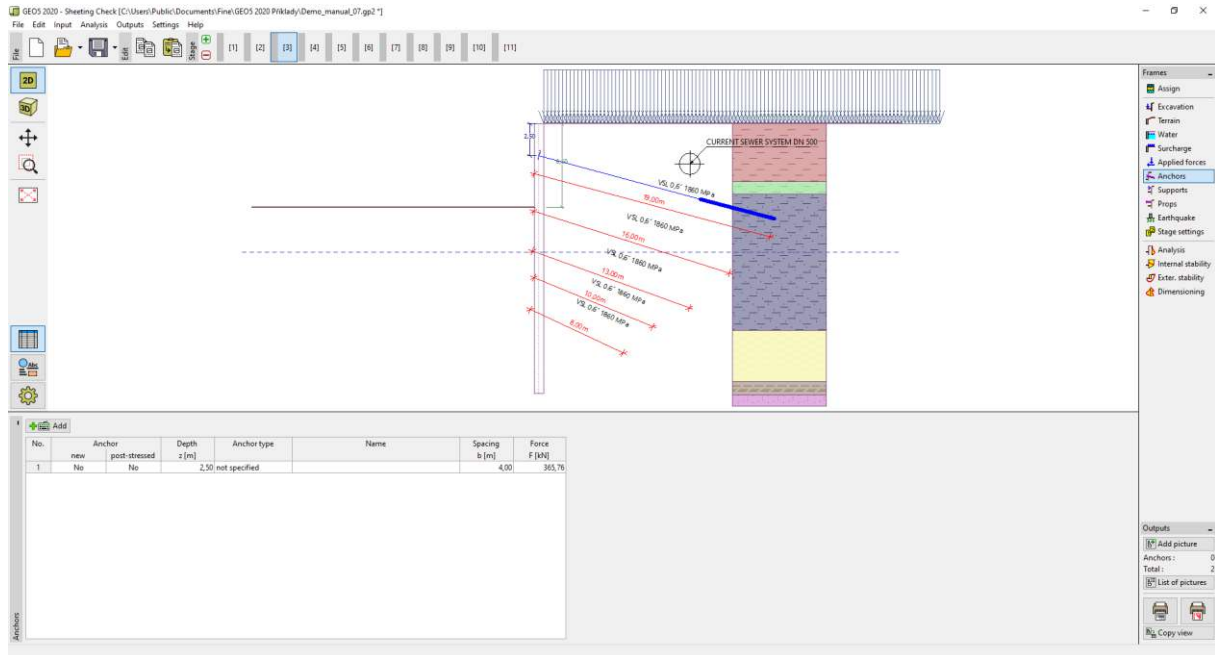 GEO5 2020 - Sheeting Check [C:\Users\Public\Documents\Fine\GEO5 2020 Příklady\Demo_manual_07.gp2 *]
File Edit Input Analysis Outputs Settings Help
File
Edit
Stage
[1] [2] [3] [4] [5] [6] [7] [8] [9] [10] [11]
2D
3D
Abc
2,50
CURRENT SEWER SYSTEM DN 500
VSL 0,6˝ 1860 MPa
19,00m
VSL 0,6˝ 1860 MPa
16,00m
VSL 0,6˝ 1860 MPa
13,00m
VSL 0,6˝ 1860 MPa
10,00m
VSL 0,6˝ 1860 MPa
8,00m
Frames
Assign
Excavation
Terrain
Water
Surcharge
Applied forces
Anchors
Supports
Props
Earthquake
Stage settings
Analysis
Internal stability
Exter. stability
Dimensioning
Add
No. Anchor Depth Anchor type Name Spacing Force
new post-stressed z [m] b [m] F [kN]
1 No No 2,50 not specified 4,00 365,76
Anchors
Outputs
Add picture
Anchors : 0
Total : 2
List of pictures
Copy view